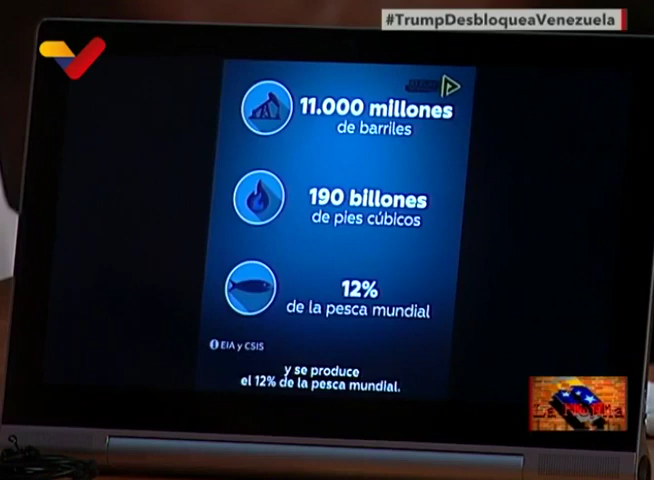 #TrumpDesbloqueaVenezuela
11.000 millones
de barriles
190 billones
de pies cúbicos
12%
de la pesca mundial
EIA y CSIS
y se produce
el 12% de la pesca mundial.